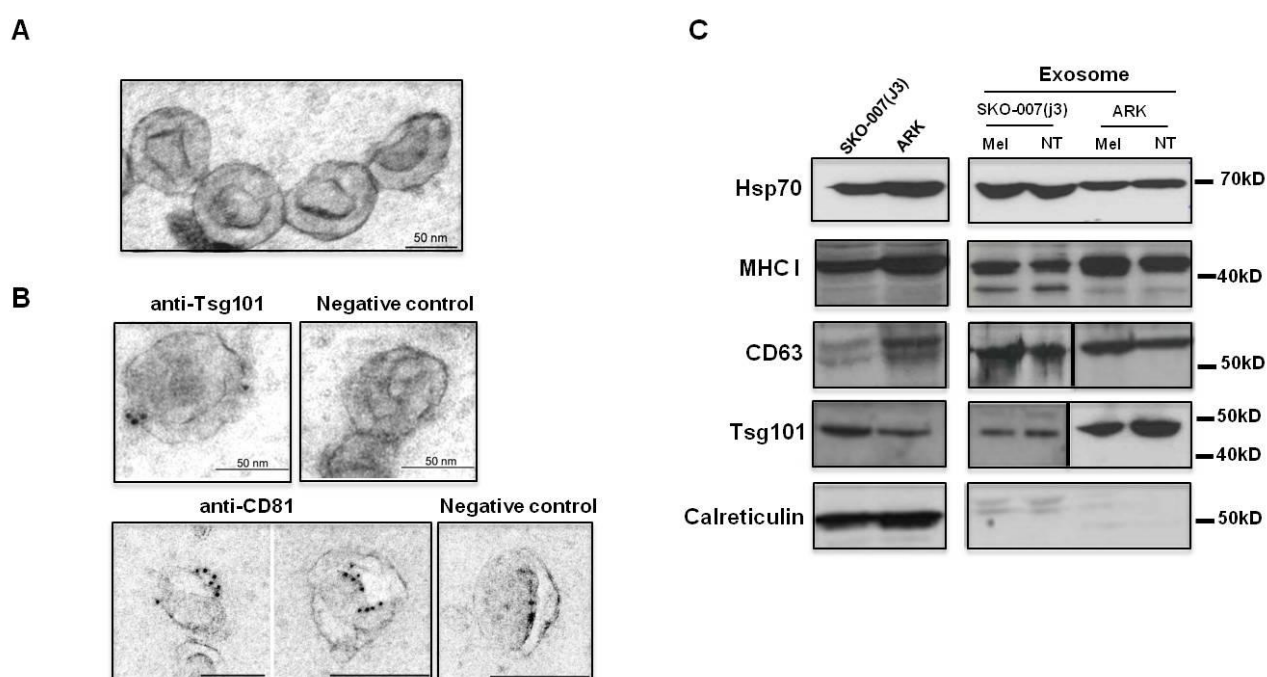 A
50 nm
B
anti-Tsg101 Negative control
50 nm 50 nm
anti-CD81 Negative control
C
Exosome
SKO-007(J3) ARK SKO-007(j3) ARK
Mel NT Mel NT
Hsp70 70kD
MHC I 40kD
CD63 50kD
Tsg101 50kD
40kD
Calreticulin 50kD